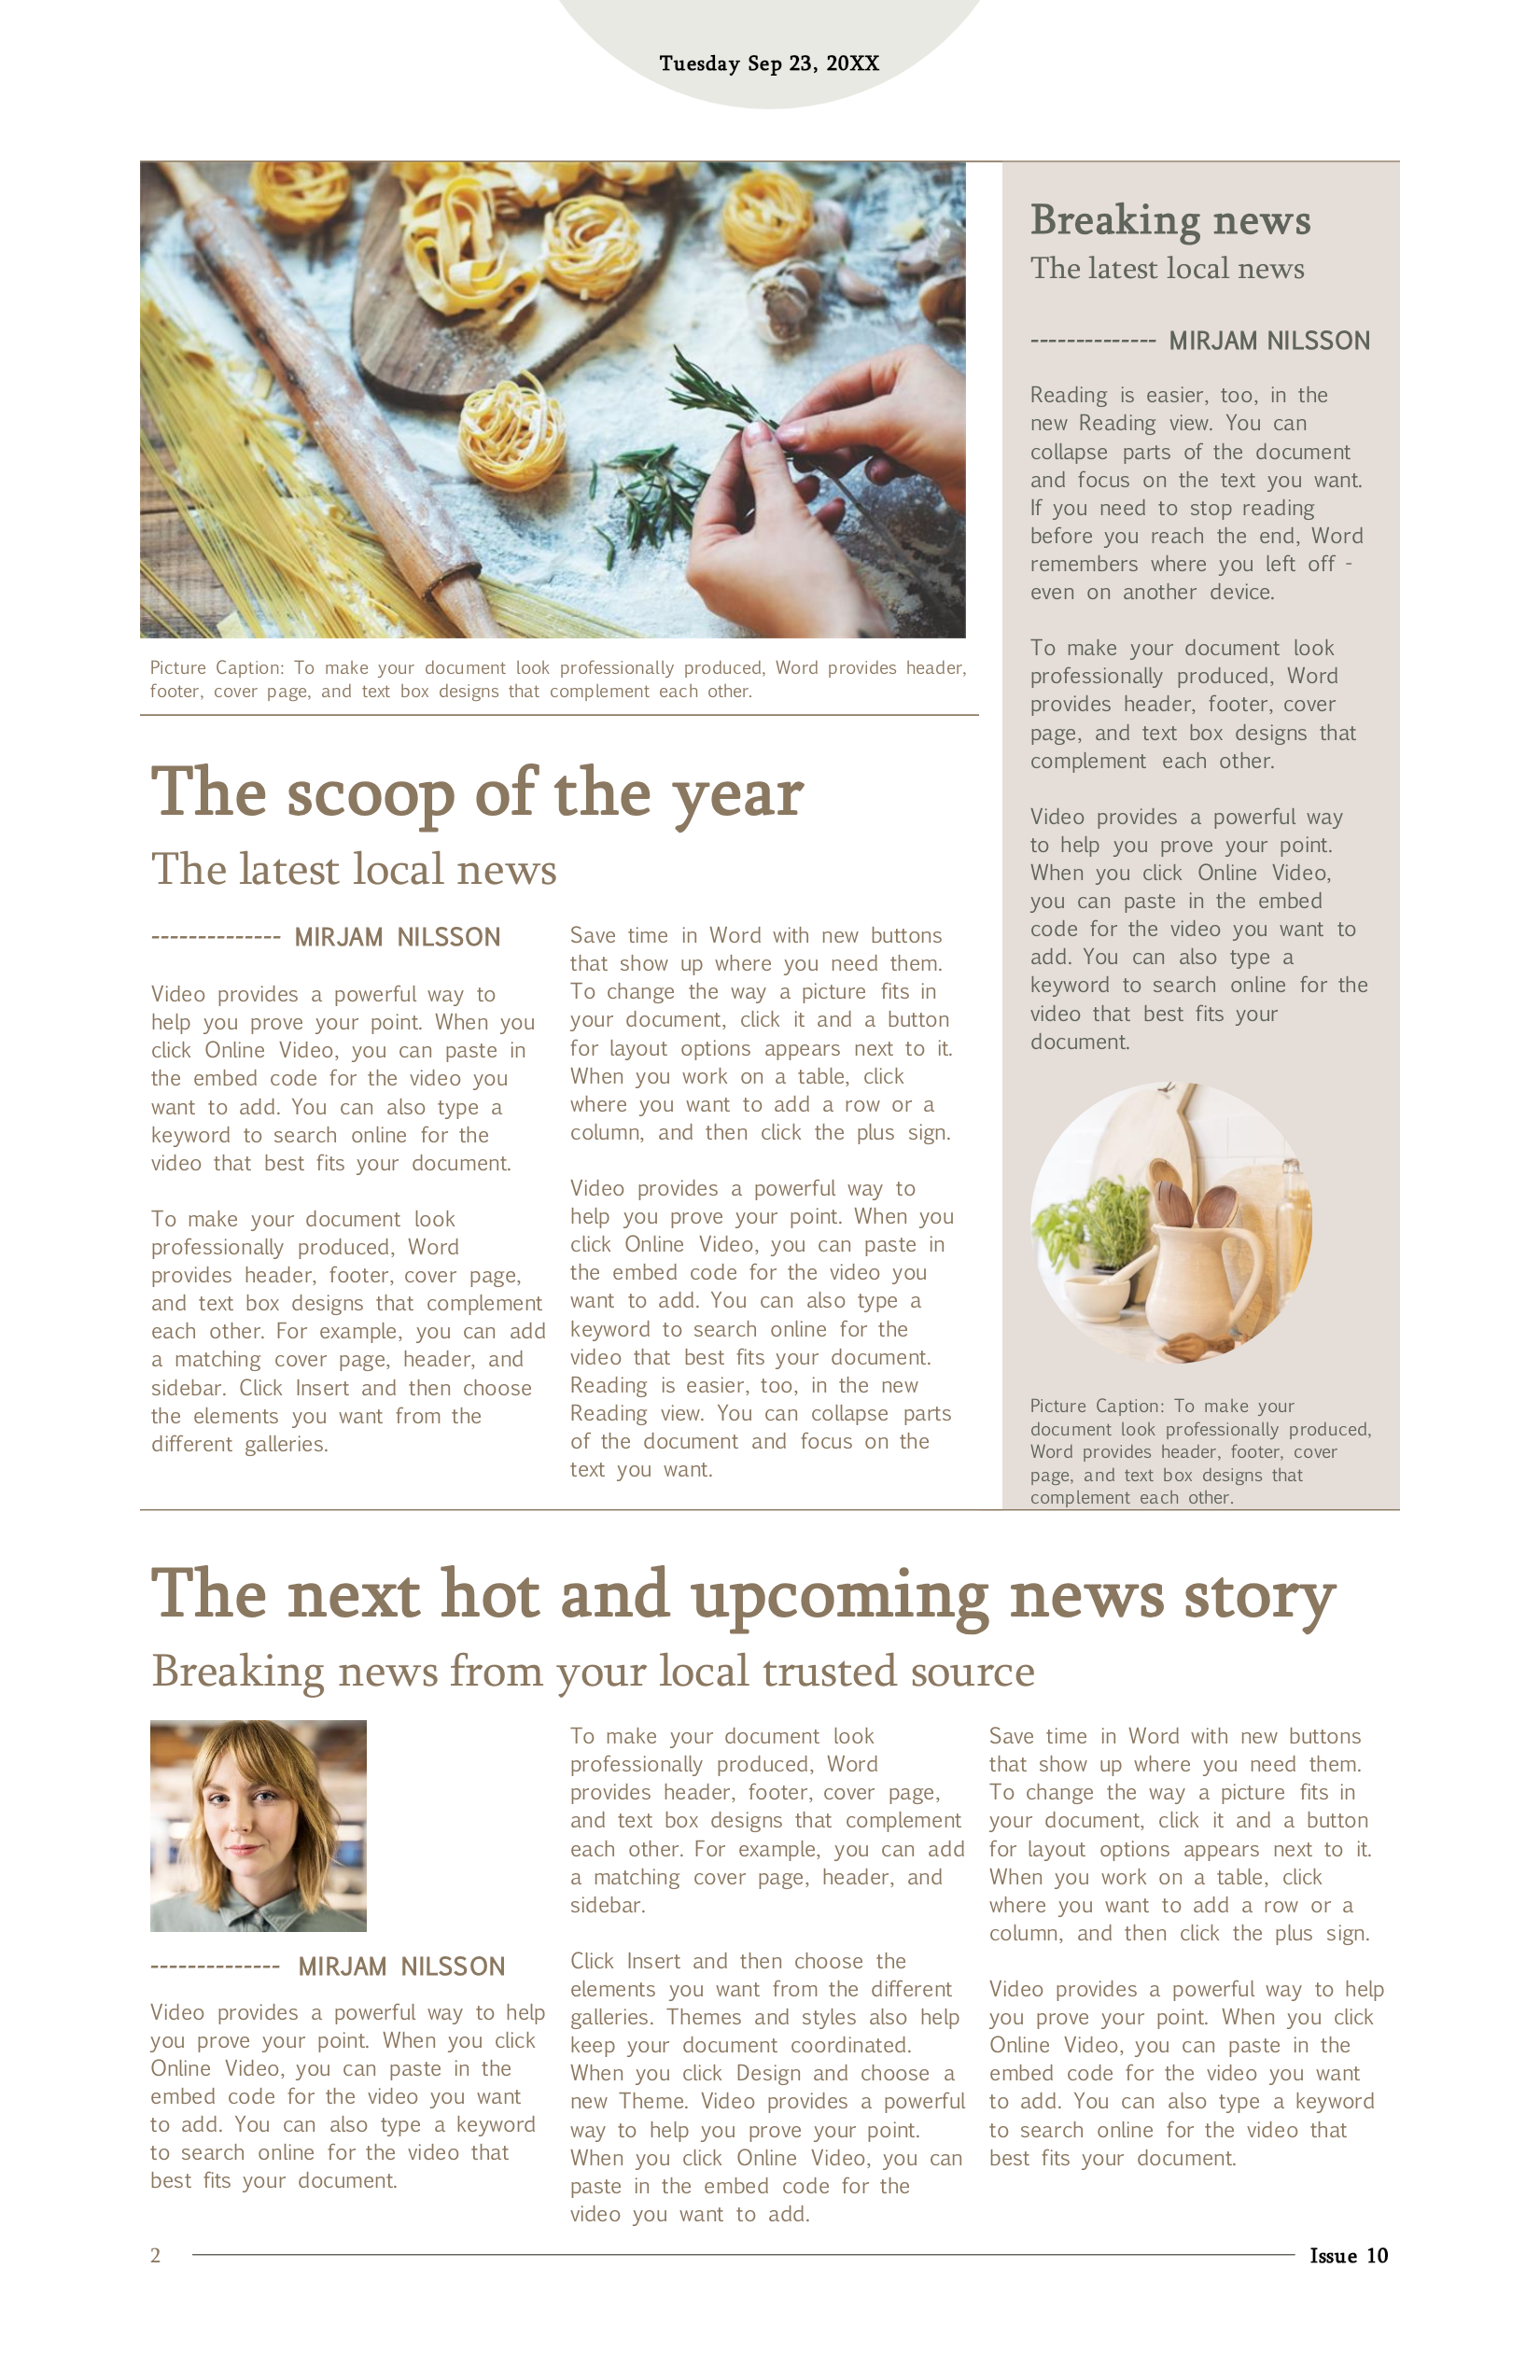 Tuesday Sep 23, 20XX
Picture Caption: To make your document look professionally produced, Word provides header,
footer, cover page, and text box designs that complement each other.
The scoop of the year
The latest local news
-------------- MIRJAM NILSSON
Video provides a powerful way to
help you prove your point. When you
click Online Video, you can paste in
the embed code for the video you
want to add. You can also type a
keyword to search online for the
video that best fits your document.
To make your document look
professionally produced, Word
provides header, footer, cover page,
and text box designs that complement
each other. For example, you can add
a matching cover page, header, and
sidebar. Click Insert and then choose
the elements you want from the
different galleries.
Save time in Word with new buttons
that show up where you need them.
To change the way a picture fits in
your document, click it and a button
for layout options appears next to it.
When you work on a table, click
where you want to add a row or a
column, and then click the plus sign.
Video provides a powerful way to
help you prove your point. When you
click Online Video, you can paste in
the embed code for the video you
want to add. You can also type a
keyword to search online for the
video that best fits your document.
Reading is easier, too, in the new
Reading view. You can collapse parts
of the document and focus on the
text you want.
Breaking news
The latest local news
-------------- MIRJAM NILSSON
Reading is easier, too, in the
new Reading view. You can
collapse parts of the document
and focus on the text you want.
If you need to stop reading
before you reach the end, Word
remembers where you left off -
even on another device.
To make your document look
professionally produced, Word
provides header, footer, cover
page, and text box designs that
complement each other.
Video provides a powerful way
to help you prove your point.
When you click Online Video,
you can paste in the embed
code for the video you want to
add. You can also type a
keyword to search online for the
video that best fits your
document.
Picture Caption: To make your
document look professionally produced,
Word provides header, footer, cover
page, and text box designs that
complement each other.
The next hot and upcoming news story
Breaking news from your local trusted source
-------------- MIRJAM NILSSON
Video provides a powerful way to help
you prove your point. When you click
Online Video, you can paste in the
embed code for the video you want
to add. You can also type a keyword
to search online for the video that
best fits your document.
To make your document look
professionally produced, Word
provides header, footer, cover page,
and text box designs that complement
each other. For example, you can add
a matching cover page, header, and
sidebar.
Click Insert and then choose the
elements you want from the different
galleries. Themes and styles also help
keep your document coordinated.
When you click Design and choose a
new Theme. Video provides a powerful
way to help you prove your point.
When you click Online Video, you can
paste in the embed code for the
video you want to add.
Save time in Word with new buttons
that show up where you need them.
To change the way a picture fits in
your document, click it and a button
for layout options appears next to it.
When you work on a table, click
where you want to add a row or a
column, and then click the plus sign.
Video provides a powerful way to help
you prove your point. When you click
Online Video, you can paste in the
embed code for the video you want
to add. You can also type a keyword
to search online for the video that
best fits your document.
2
Issue 10